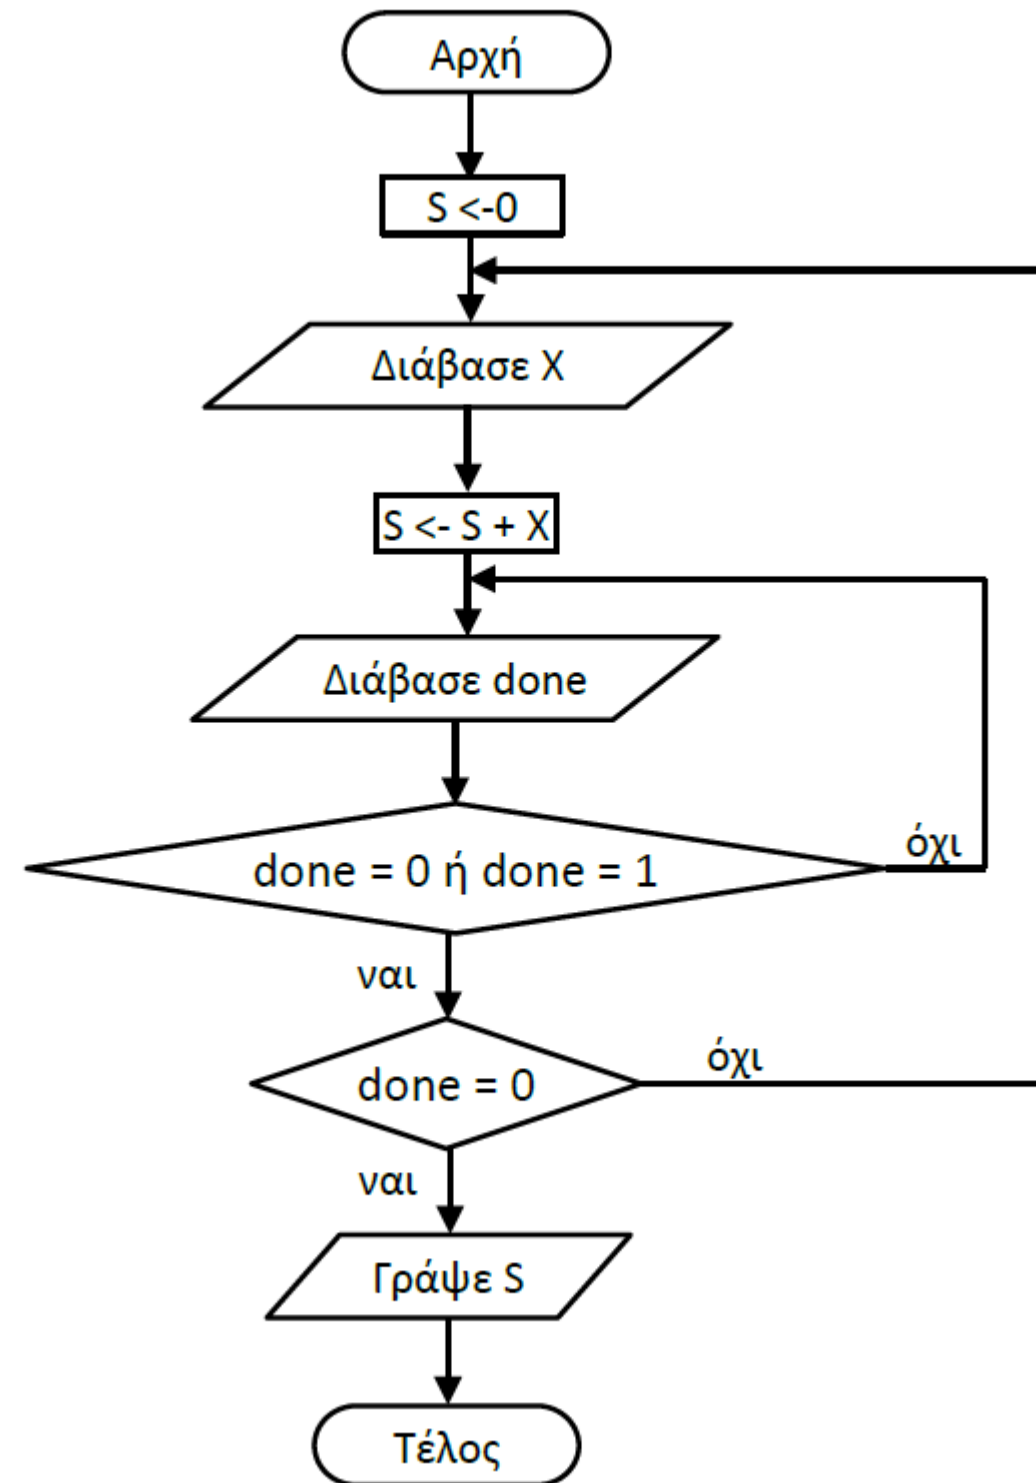 Αρχή
S <-0
Διάβασε X
S <- S + X
Διάβασε done
done = 0 ή done = 1
όχι
ναι
done = 0
όχι
ναι
Γράψε S
Τέλος